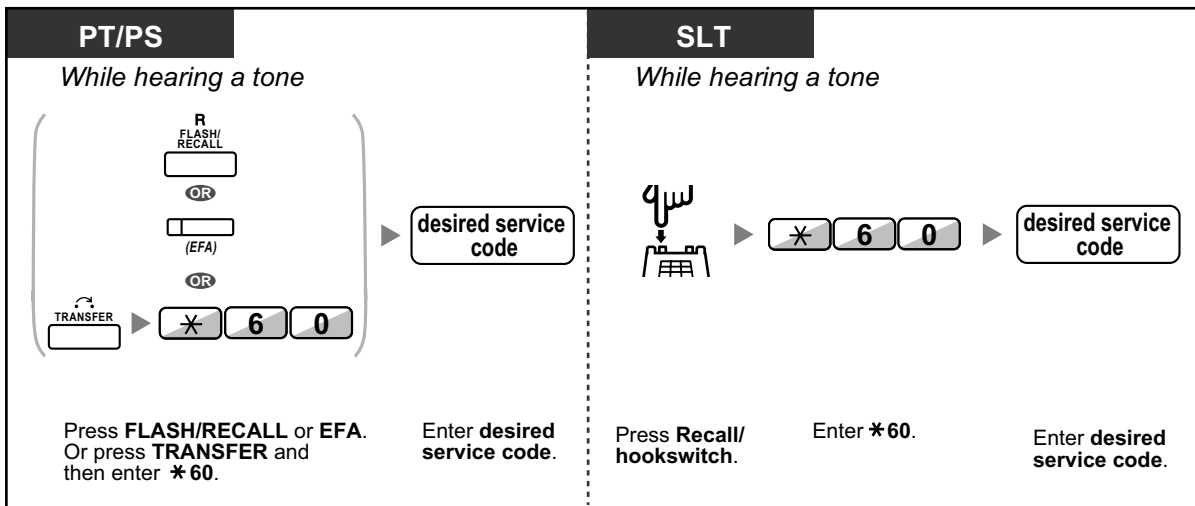 PT/PS
While hearing a tone
R
FLASH/
RECALL
OR
(EFA)
OR
TRANSFER
* 6 0
desired service
code
Press FLASH/RECALL or EFA.
Or press TRANSFER and
then enter *60.
Enter desired
service code.
SLT
While hearing a tone
* 6 0
desired service
code
Press Recall/
hookswitch.
Enter *60.
Enter desired
service code.